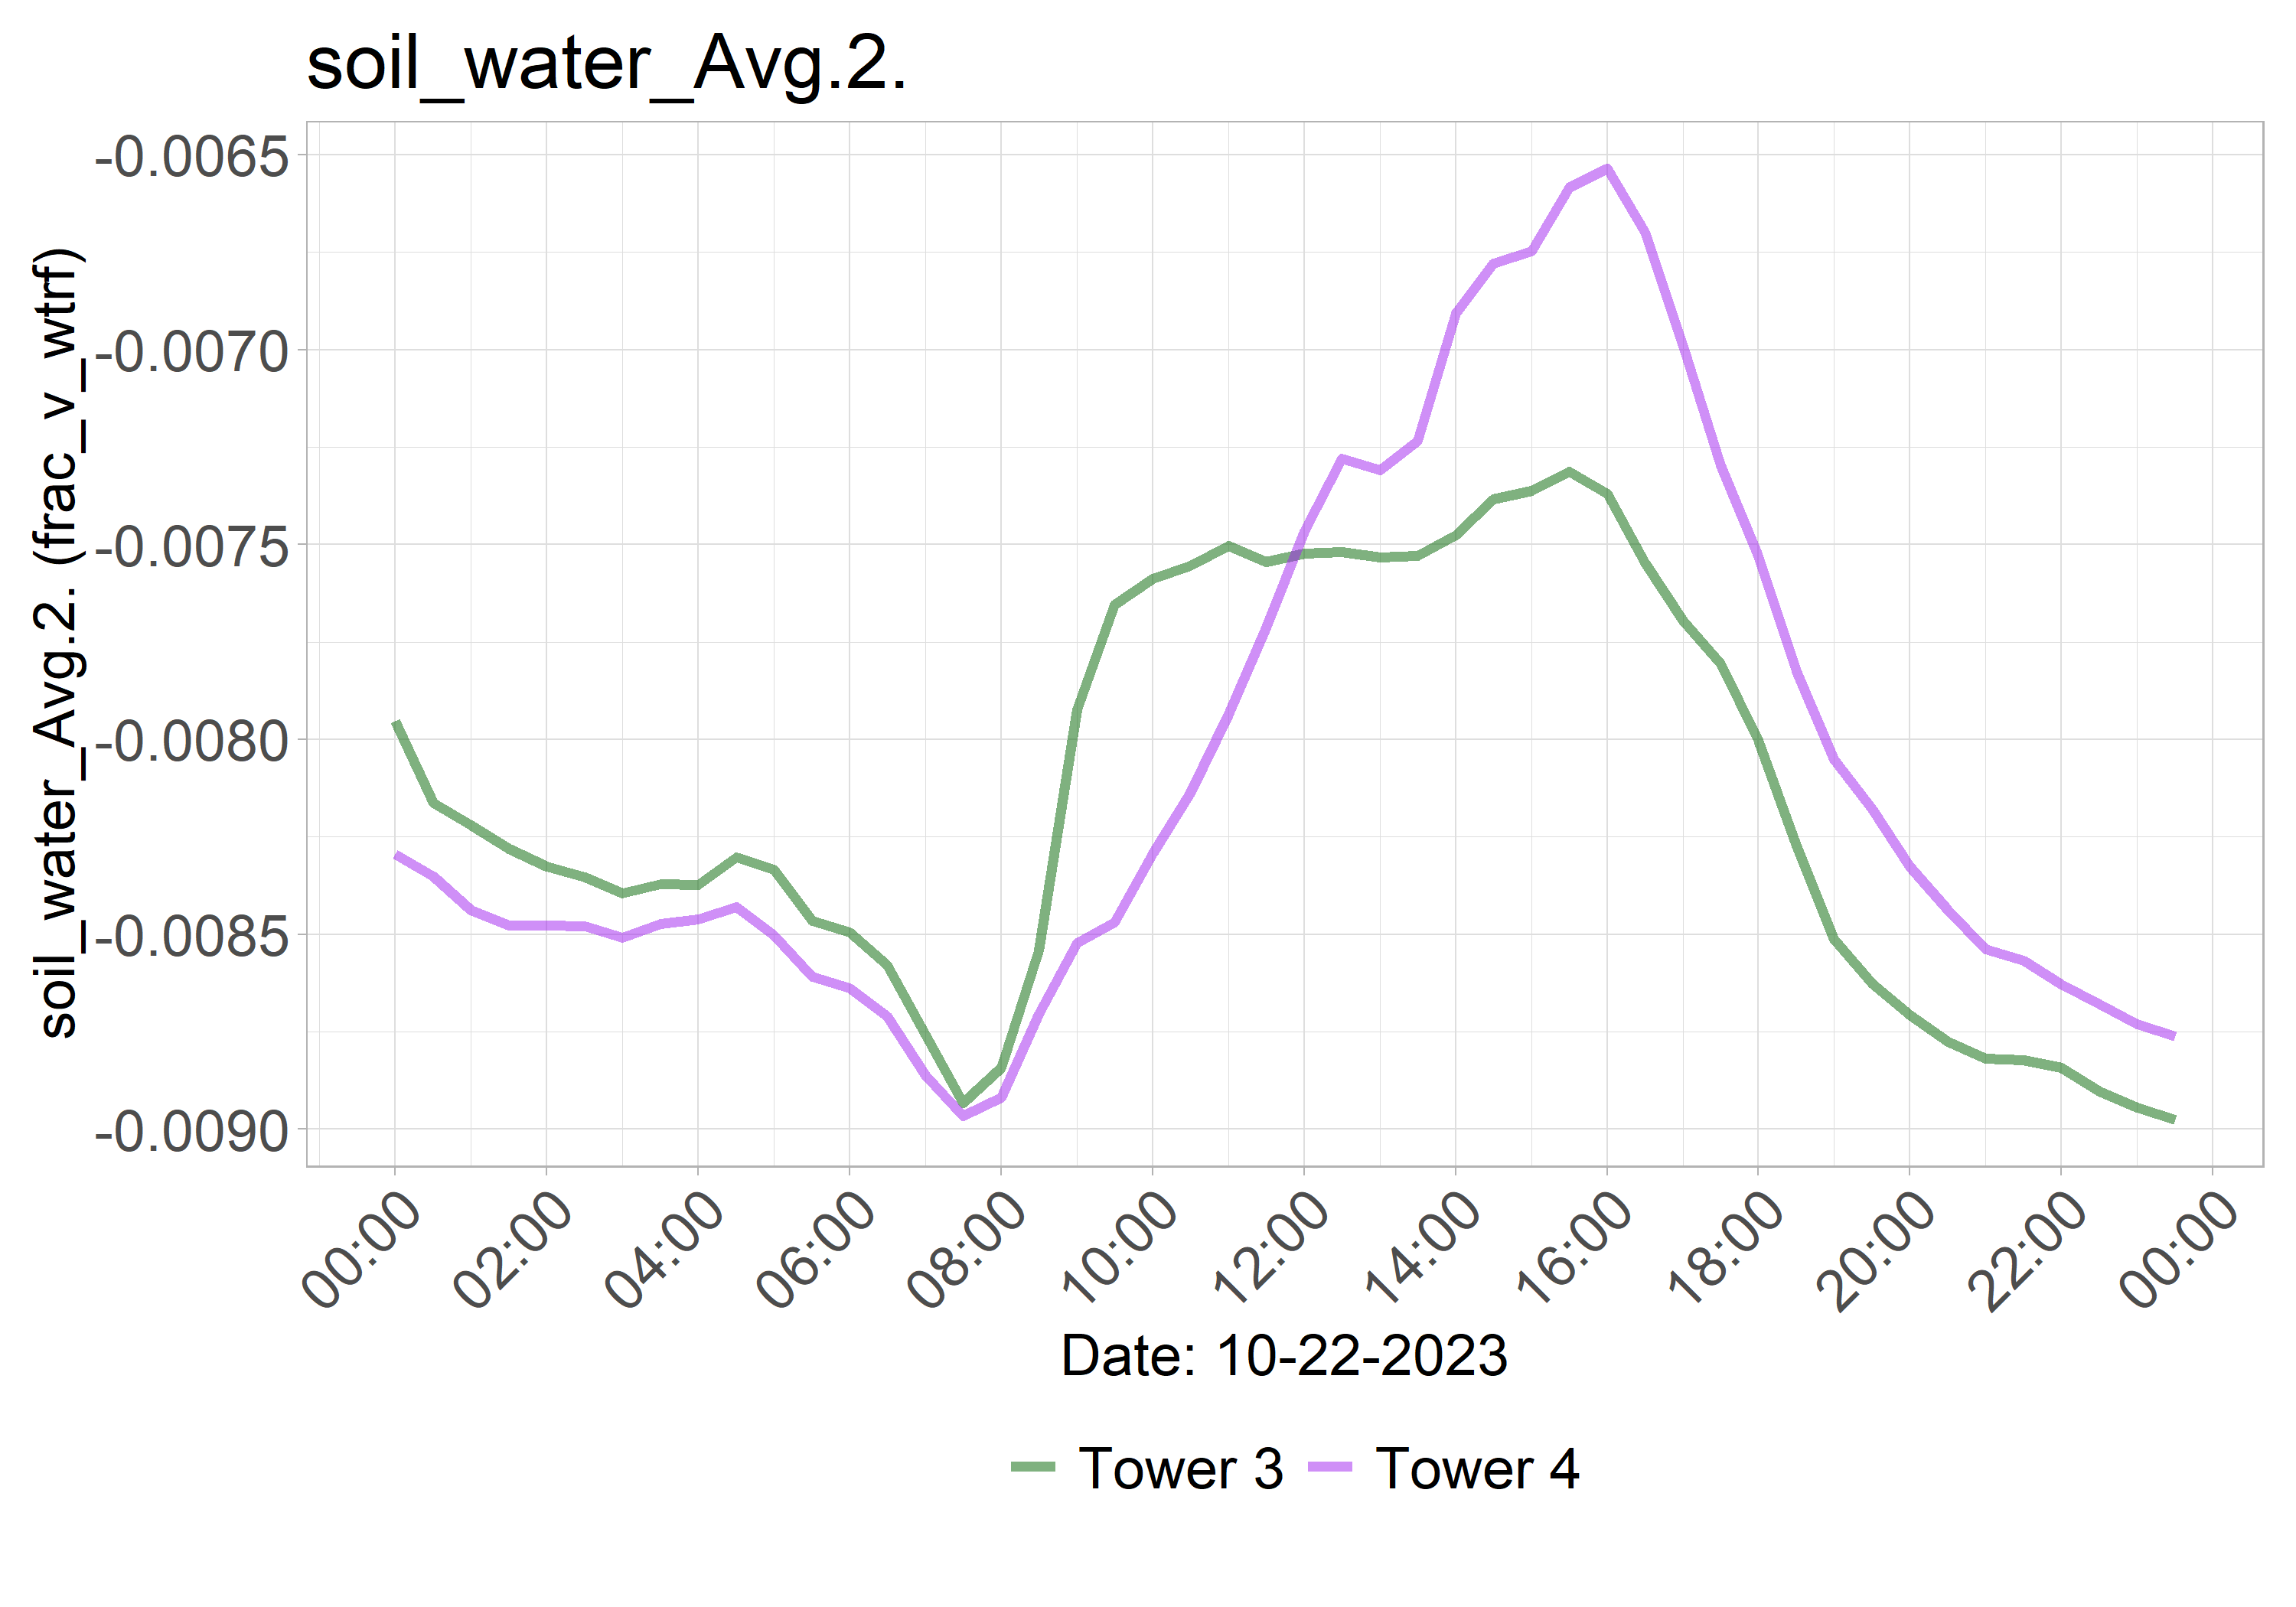 soil_water_Avg.2.
soil_water_Avg.2. (frac_v_wtrf)
-0.0065
-0.0070
-0.0075
-0.0080
-0.0085
-0.0090
00:00 02:00 04:00 06:00 08:00 10:00 12:00 14:00 16:00 18:00 20:00 22:00 00:00
Date: 10-22-2023
Tower 3 Tower 4